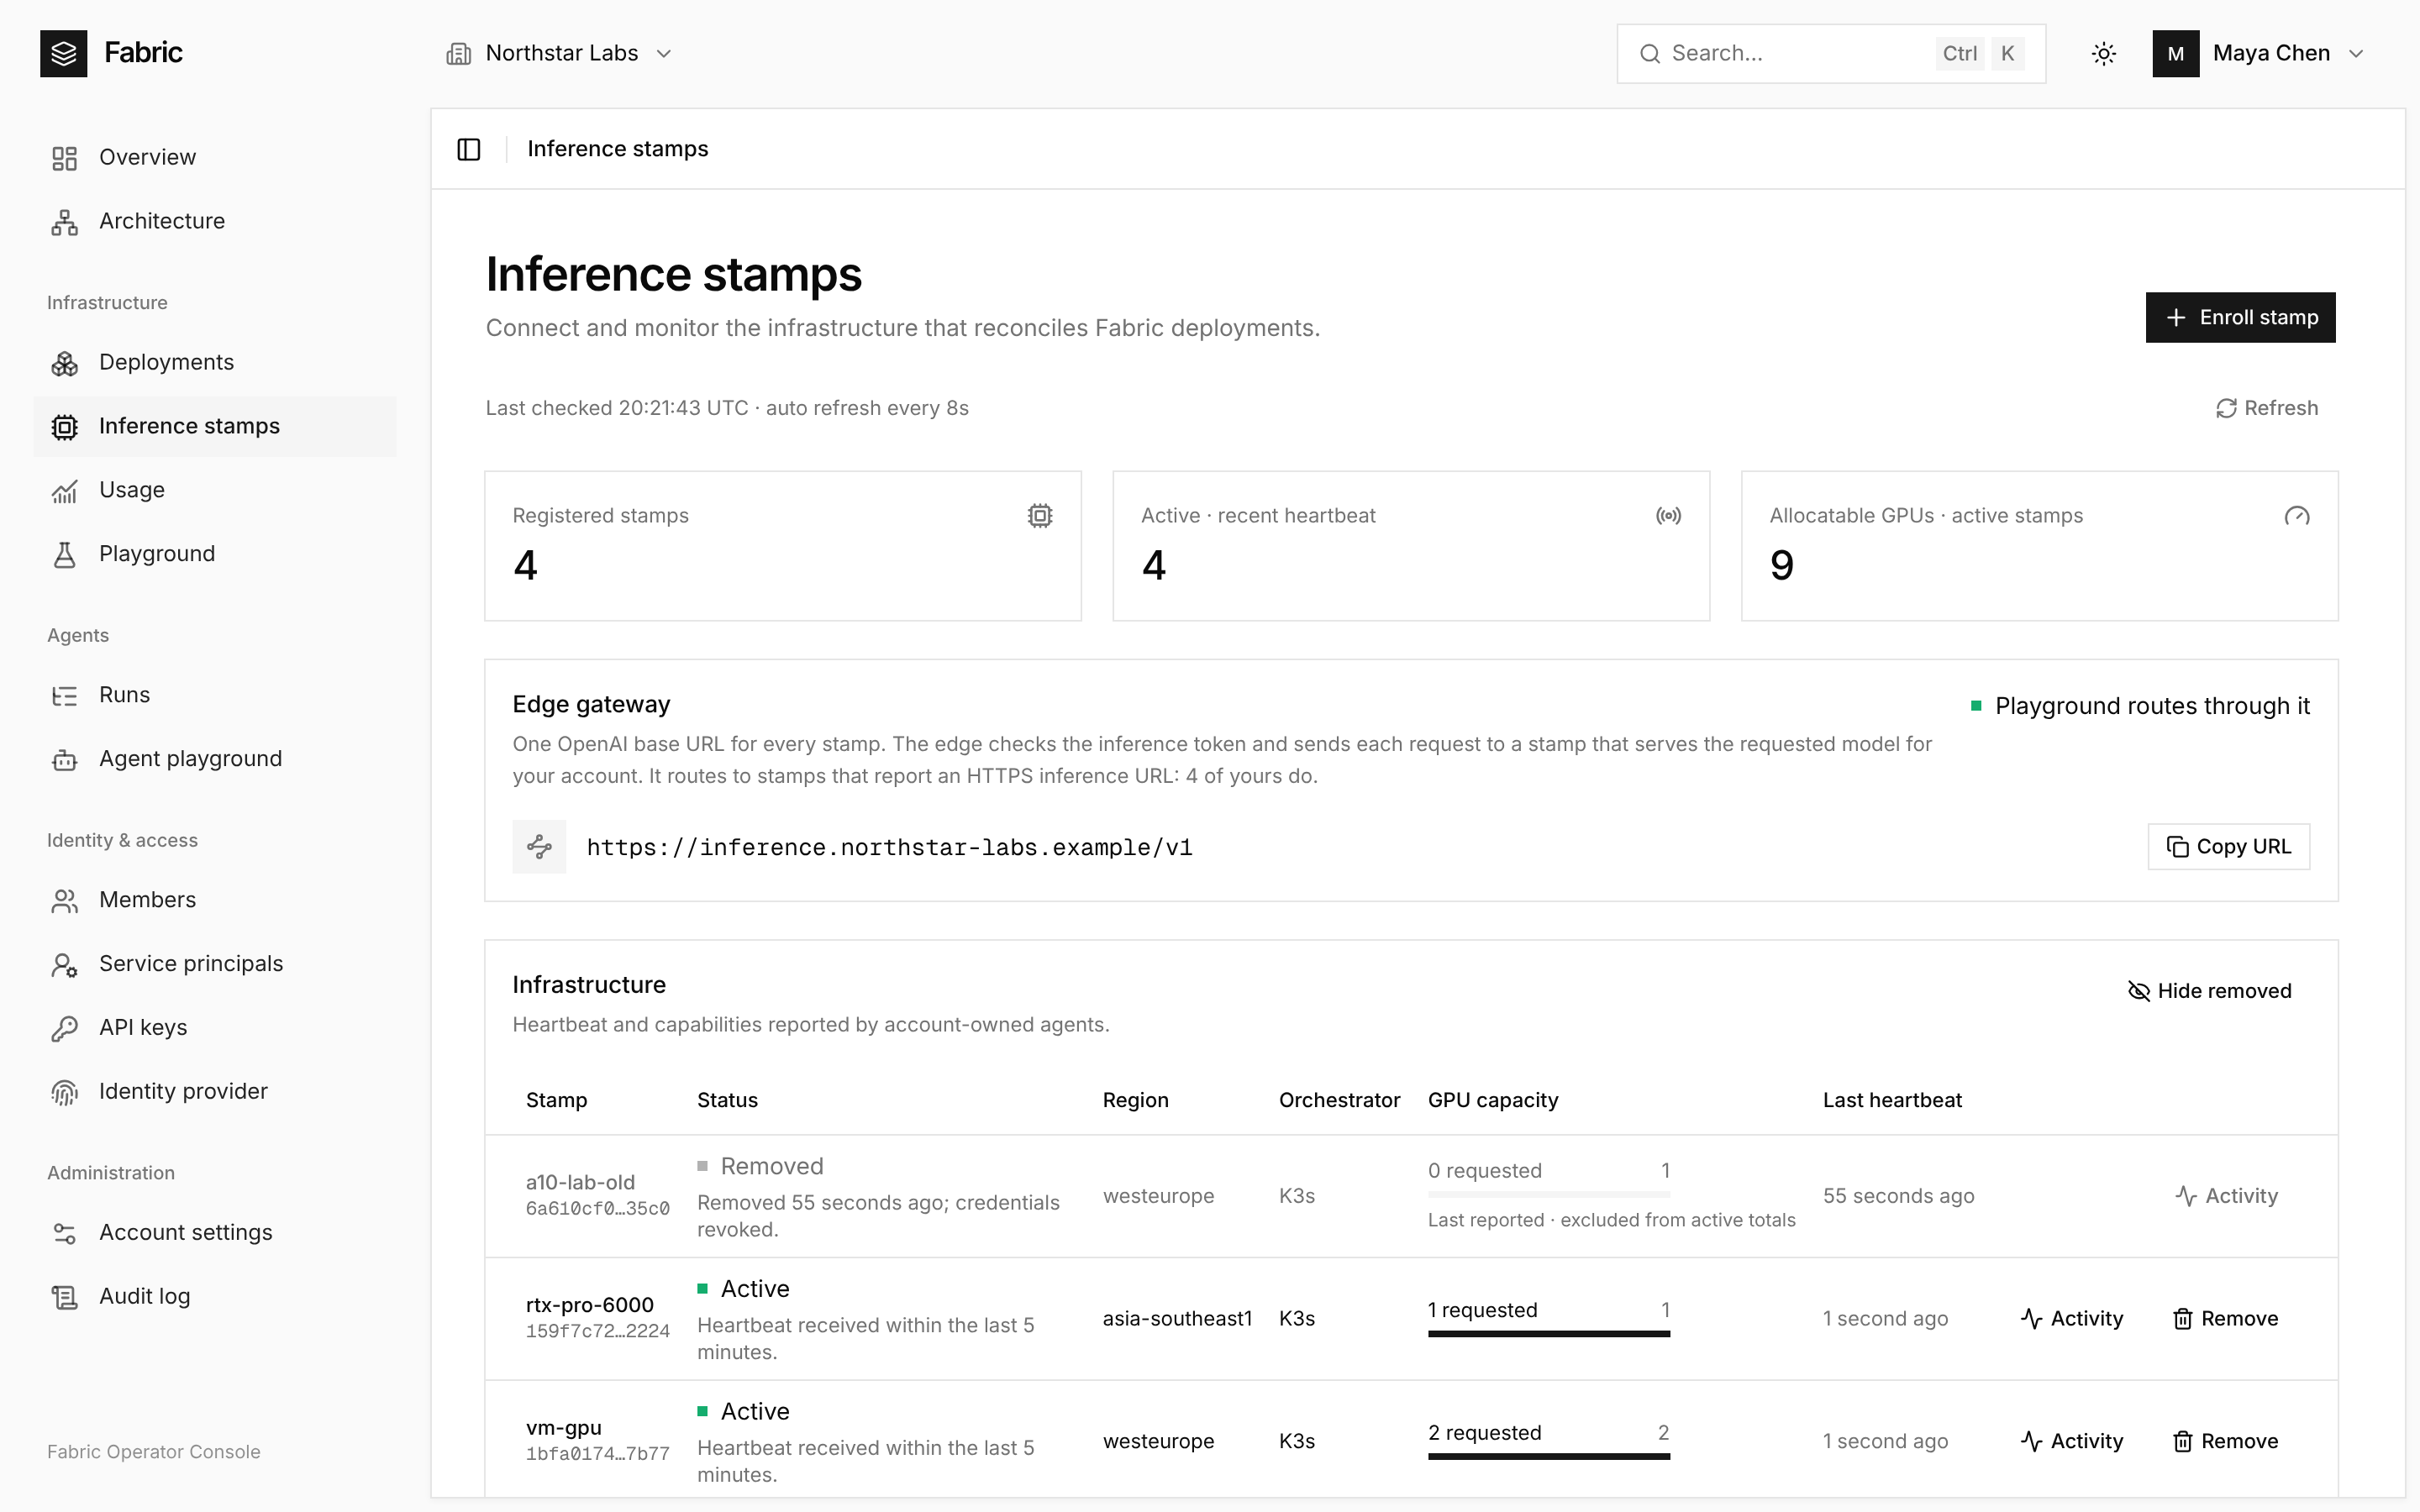 Fabric
Northstar Labs
Search...
Ctrl K
M
Maya Chen
Overview
Architecture
Infrastructure
Deployments
Inference stamps
Usage
Playground
Agents
Runs
Agent playground
Identity & access
Members
Service principals
API keys
Identity provider
Administration
Account settings
Audit log
Fabric Operator Console
Inference stamps
Inference stamps
Connect and monitor the infrastructure that reconciles Fabric deployments.
Enroll stamp
Last checked 20:21:43 UTC · auto refresh every 8s
Refresh
Registered stamps
4
Active · recent heartbeat
4
Allocatable GPUs · active stamps
9
Edge gateway
Playground routes through it
One OpenAI base URL for every stamp. The edge checks the inference token and sends each request to a stamp that serves the requested model for
your account. It routes to stamps that report an HTTPS inference URL: 4 of yours do.
https://inference.northstar-labs.example/v1
Copy URL
Infrastructure
Hide removed
Heartbeat and capabilities reported by account-owned agents.
Stamp Status Region Orchestrator GPU capacity Last heartbeat
a10-lab-old
6a610cf0…35c0
Removed
Removed 55 seconds ago; credentials
revoked.
westeurope
K3s
0 requested 1
Last reported · excluded from active totals
55 seconds ago
Activity
rtx-pro-6000
159f7c72…2224
Active
Heartbeat received within the last 5
minutes.
asia-southeast1
K3s
1 requested 1
1 second ago
Activity
Remove
vm-gpu
1bfa0174…7b77
Active
Heartbeat received within the last 5
minutes.
westeurope
K3s
2 requested 2
1 second ago
Activity
Remove